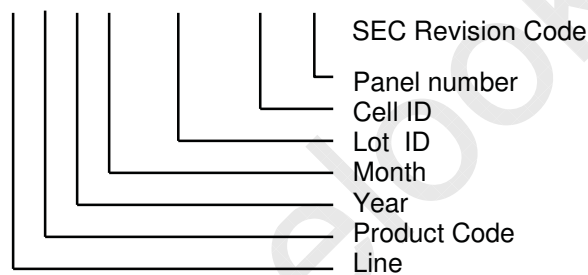 SEC Revision Code
Panel number
Cell ID
Lot ID
Month
Year
Product Code
Line